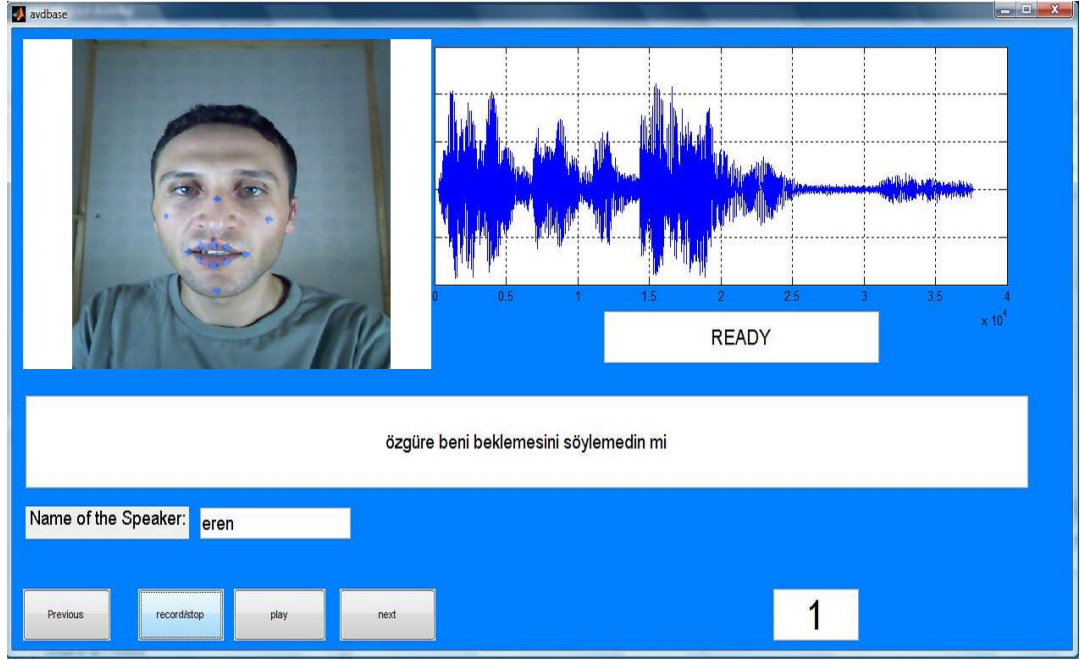 avdbase
0 0.5 1 1.5 2 2.5 3 3.5 4
x 10^4
READY
özgüre beni beklemesini söylemedin mi
Name of the Speaker: eren
Previous record/stop play next 1